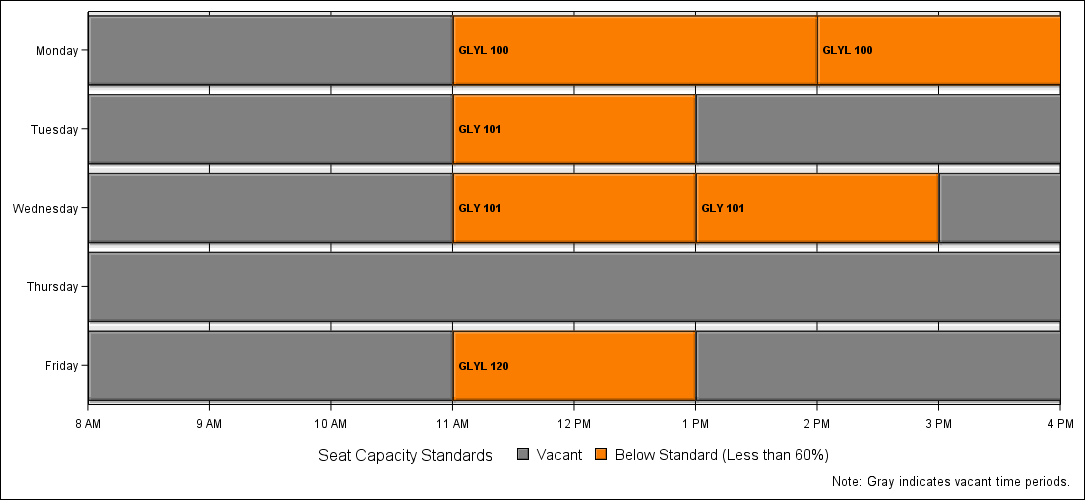 Monday
GLYL 100
GLYL 100
Tuesday
GLY 101
Wednesday
GLY 101
GLY 101
Thursday
Friday
GLYL 120
8 AM 9 AM 10 AM 11 AM 12 PM 1 PM 2 PM 3 PM 4 PM
Seat Capacity Standards Vacant Below Standard (Less than 60%)
Note: Gray indicates vacant time periods.